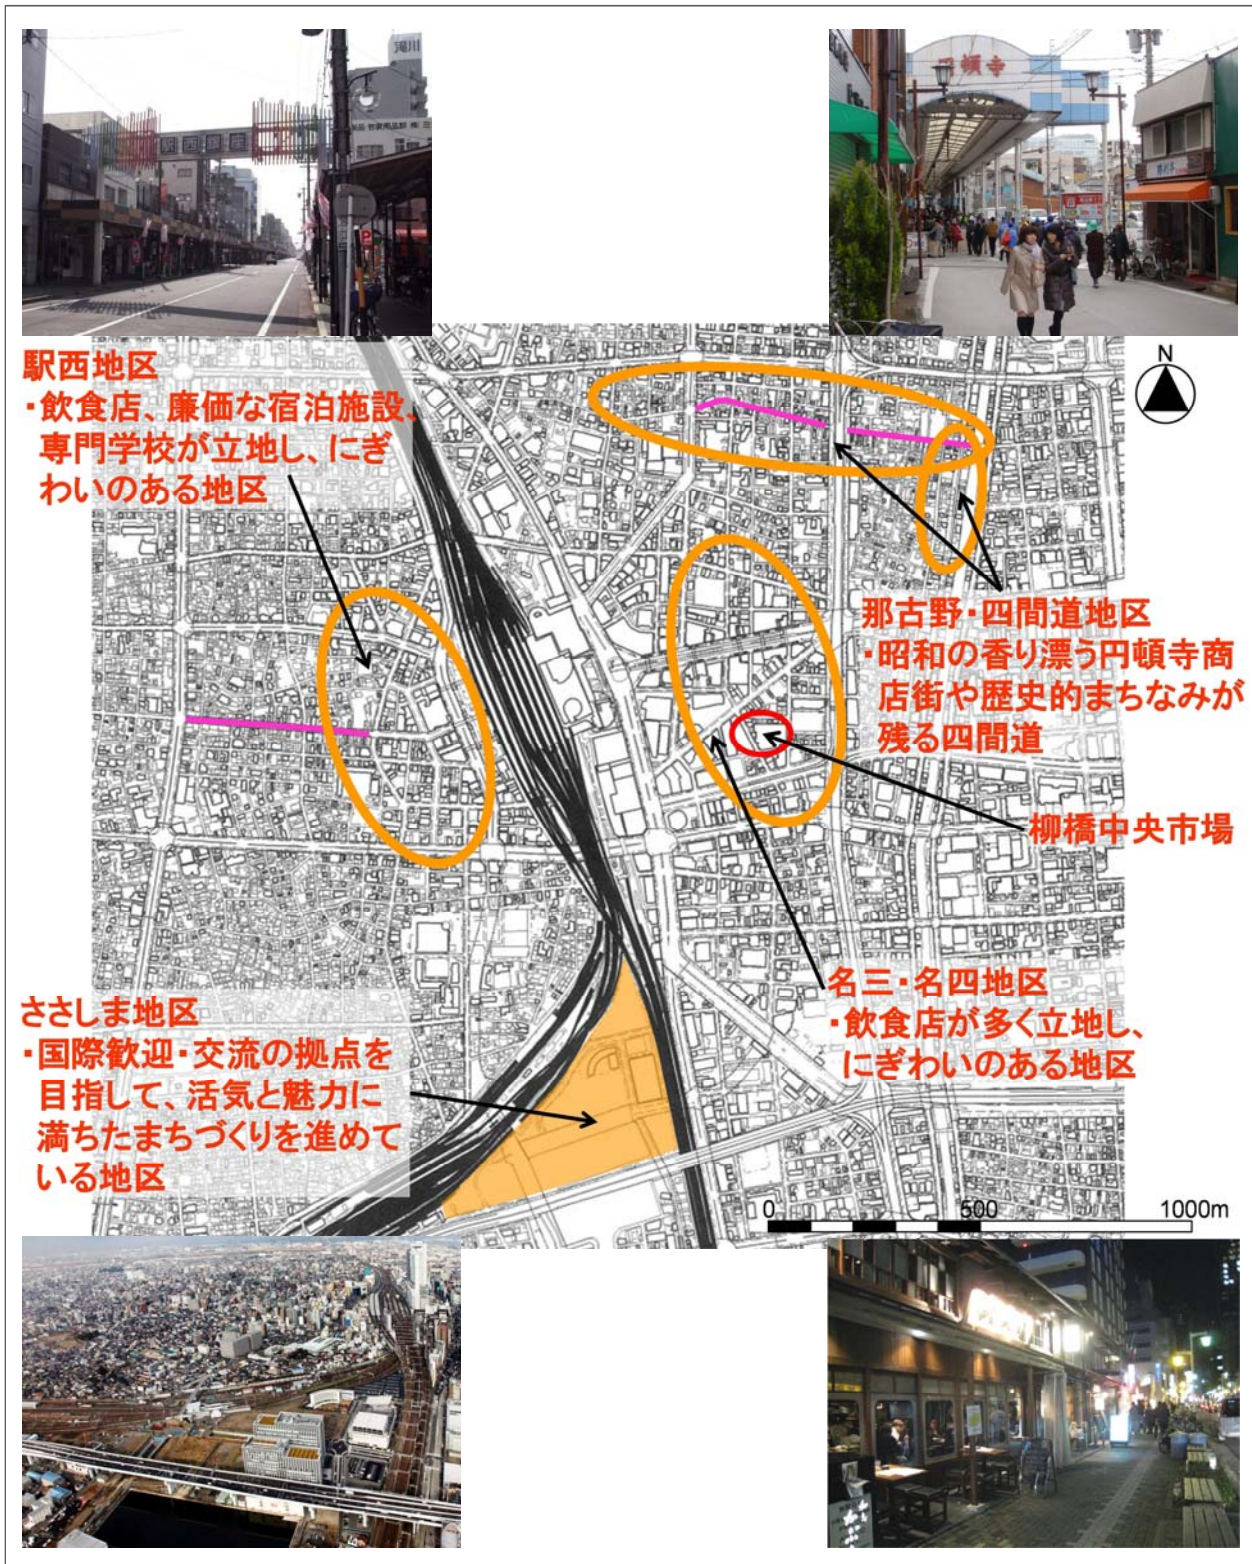 滝川
駅西銀座
円頓寺
N
駅西地区
・飲食店、廉価な宿泊施設、
専門学校が立地し、にぎ
わいのある地区
那古野・四間道地区
・昭和の香り漂う円頓寺商
店街や歴史的まちなみが
残る四間道
柳橋中央市場
名三・名四地区
・飲食店が多く立地し、
にぎわいのある地区
ささしま地区
・国際歓迎・交流の拠点を
目指して、活気と魅力に
満ちたまちづくりを進めて
いる地区
0 500 1000m